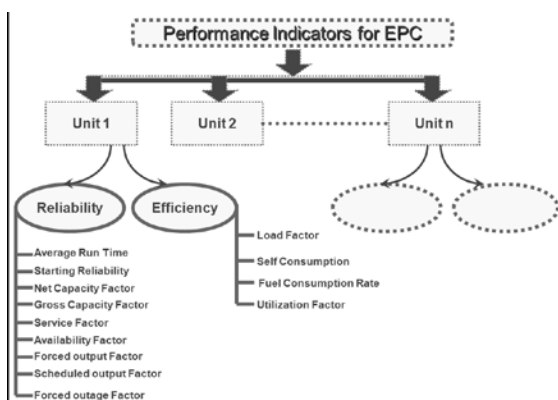 Performance Indicators for EPC
Unit 1
Unit 2
Unit n
Reliability
Efficiency
Average Run Time
Starting Reliability
Net Capacity Factor
Gross Capacity Factor
Service Factor
Availability Factor
Forced output Factor
Scheduled output Factor
Forced outage Factor
Load Factor
Self Consumption
Fuel Consumption Rate
Utilization Factor